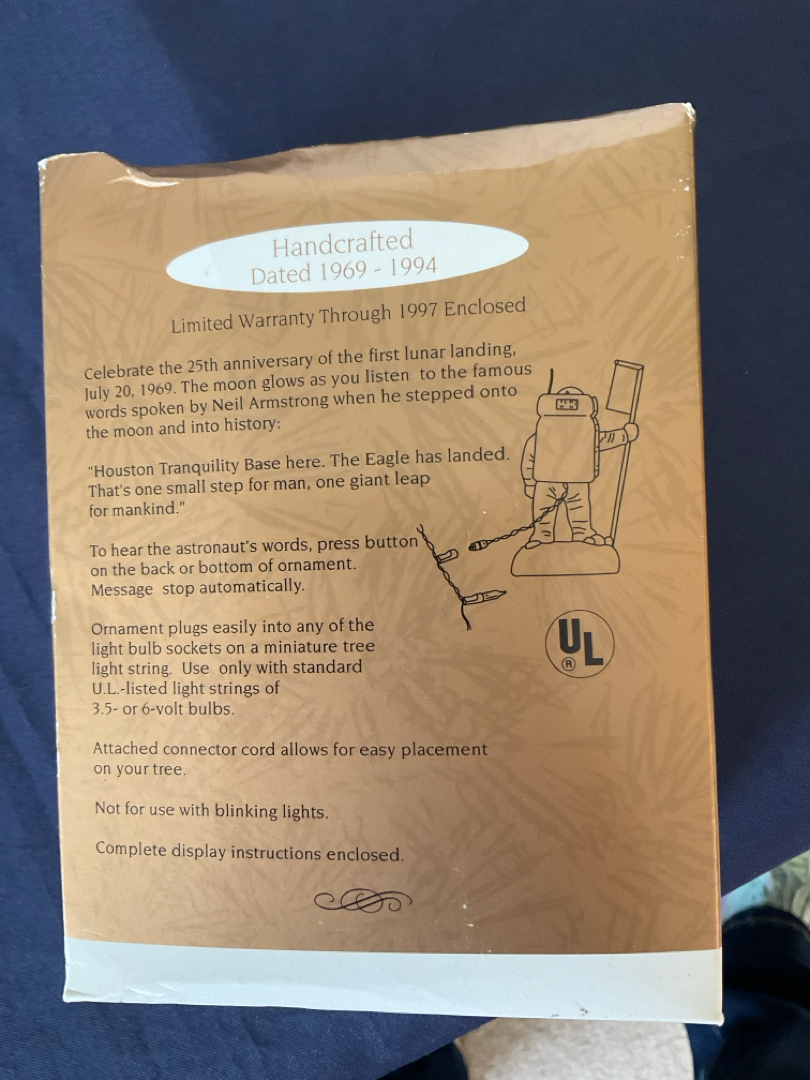 Handcrafted
Dated 1969 - 1994
Limited Warranty Through 1997 Enclosed
Celebrate the 25th anniversary of the first lunar landing,
July 20, 1969. The moon glows as you listen to the famous
words spoken by Neil Armstrong when he stepped onto
the moon and into history:
"Houston Tranquility Base here. The Eagle has landed.
That's one small step for man, one giant leap
for mankind."
To hear the astronaut's words, press button
on the back or bottom of ornament.
Message stop automatically.
Ornament plugs easily into any of the
light bulb sockets on a miniature tree
light string. Use only with standard
U.L.-listed light strings of
3.5- or 6-volt bulbs.
UL
®
Attached connector cord allows for easy placement
on your tree.
Not for use with blinking lights.
Complete display instructions enclosed.